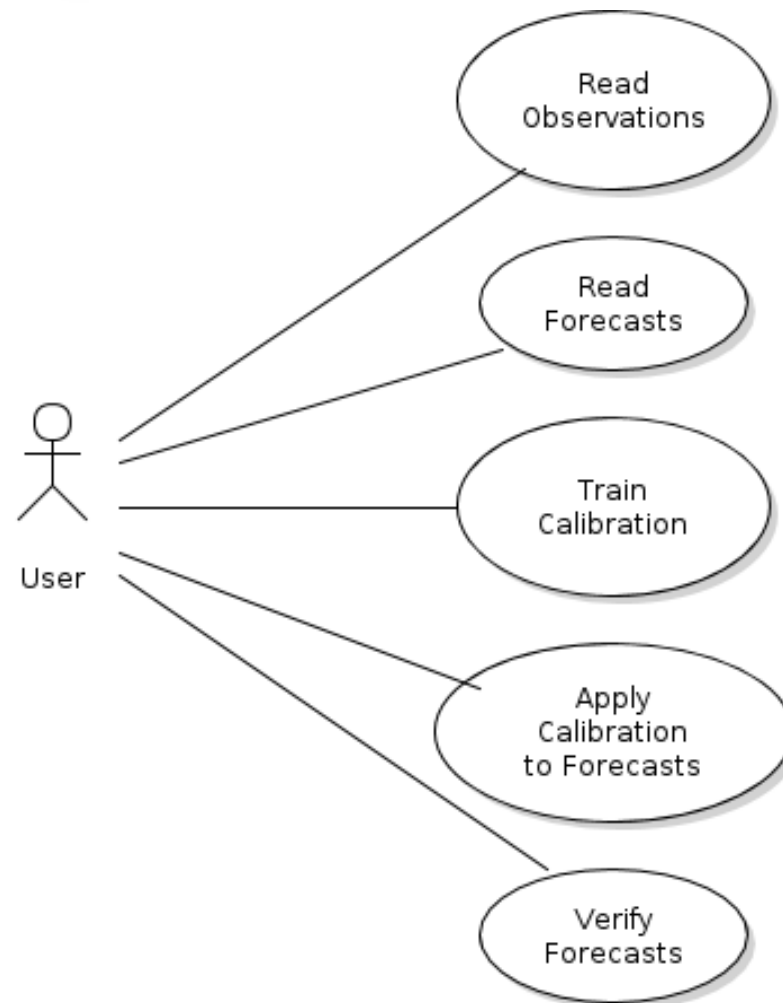 Read
Observations
Read
Forecasts
Train
Calibration
User
Apply
Calibration
to Forecasts
Verify
Forecasts